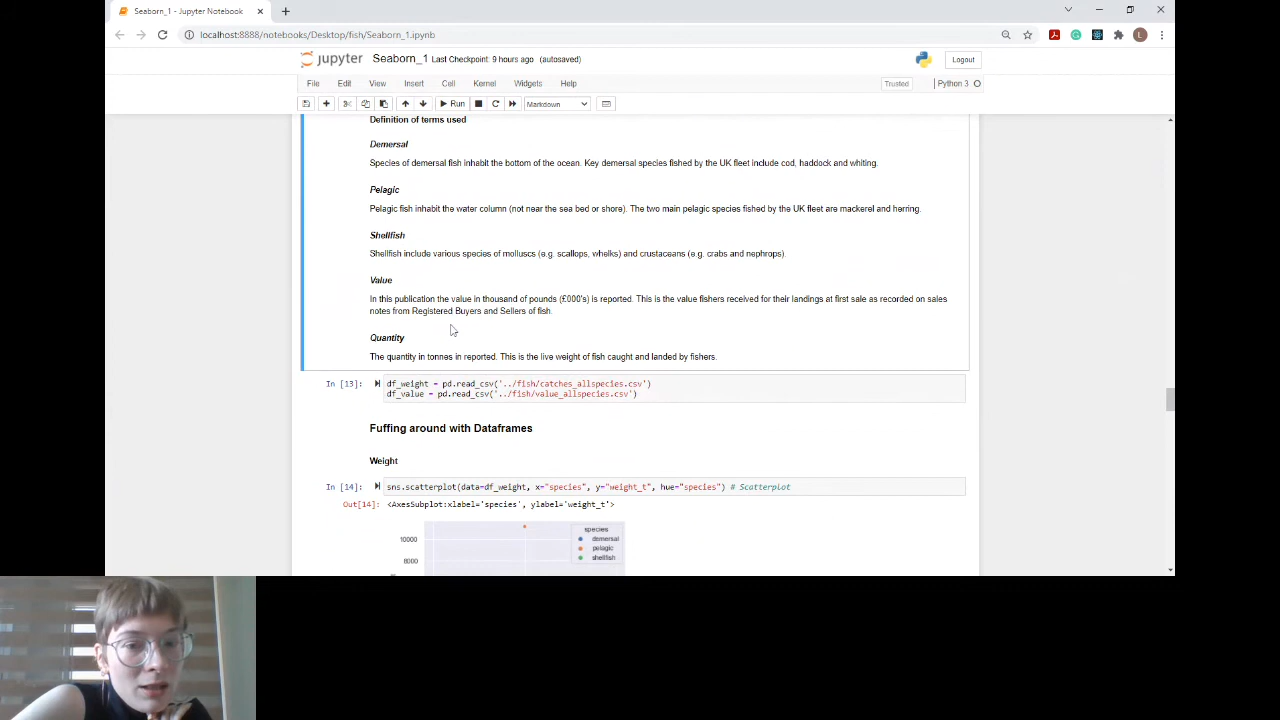 Seaborn_1 - Jupyter Notebook
localhost:8888/notebooks/Desktop/fish/Seaborn_1.ipynb
L
jupyter Seaborn_1 Last Checkpoint: 9 hours ago (autosaved)
Logout
File Edit View Insert Cell Kernel Widgets Help
Trusted
Python 3
Run
Markdown
Definition of terms used
Demersal
Species of demersal fish inhabit the bottom of the ocean. Key demersal species fished by the UK fleet include cod, haddock and whiting.
Pelagic
Pelagic fish inhabit the water column (not near the sea bed or shore). The two main pelagic species fished by the UK fleet are mackerel and herring.
Shellfish
Shellfish include various species of molluscs (e.g. scallops, whelks) and crustaceans (e.g. crabs and nephrops).
Value
In this publication the value in thousand of pounds (£000's) is reported. This is the value fishers received for their landings at first sale as recorded on sales
notes from Registered Buyers and Sellers of fish.
Quantity
The quantity in tonnes in reported. This is the live weight of fish caught and landed by fishers.
In [13]: df_weight = pd.read_csv('../fish/catches_allspecies.csv')
df_value = pd.read_csv('../fish/value_allspecies.csv')
Fuffing around with Dataframes
Weight
In [14]: sns.scatterplot(data=df_weight, x="species", y="weight_t", hue="species") # Scatterplot
Out[14]: <AxesSubplot:xlabel='species', ylabel='weight_t'>
species
10000
demersal
pelagic
8000
shellfish